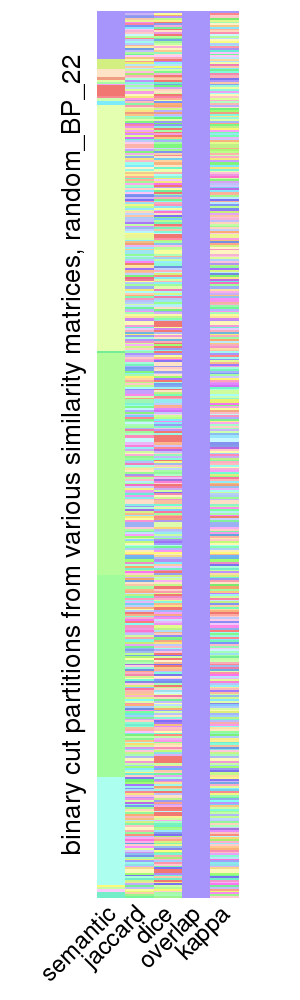 binary cut partitions from various similarity matrices, random_BP_22
semantic
jaccard
dice
overlap
kappa